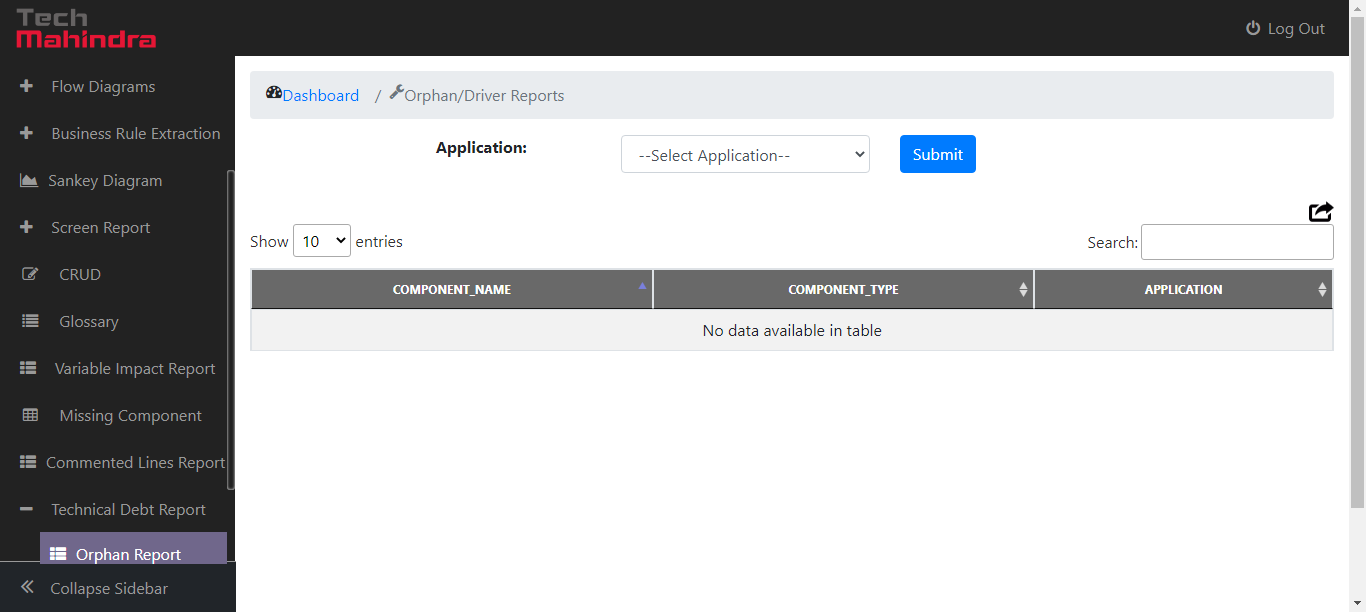 Tech
Mahindra
Log Out
Flow Diagrams
Business Rule Extraction
Sankey Diagram
Screen Report
CRUD
Glossary
Variable Impact Report
Missing Component
Commented Lines Report
Technical Debt Report
Orphan Report
Collapse Sidebar
Dashboard / Orphan/Driver Reports
Application: --Select Application-- Submit
Show 10 entries Search:
COMPONENT_NAME COMPONENT_TYPE APPLICATION
No data available in table